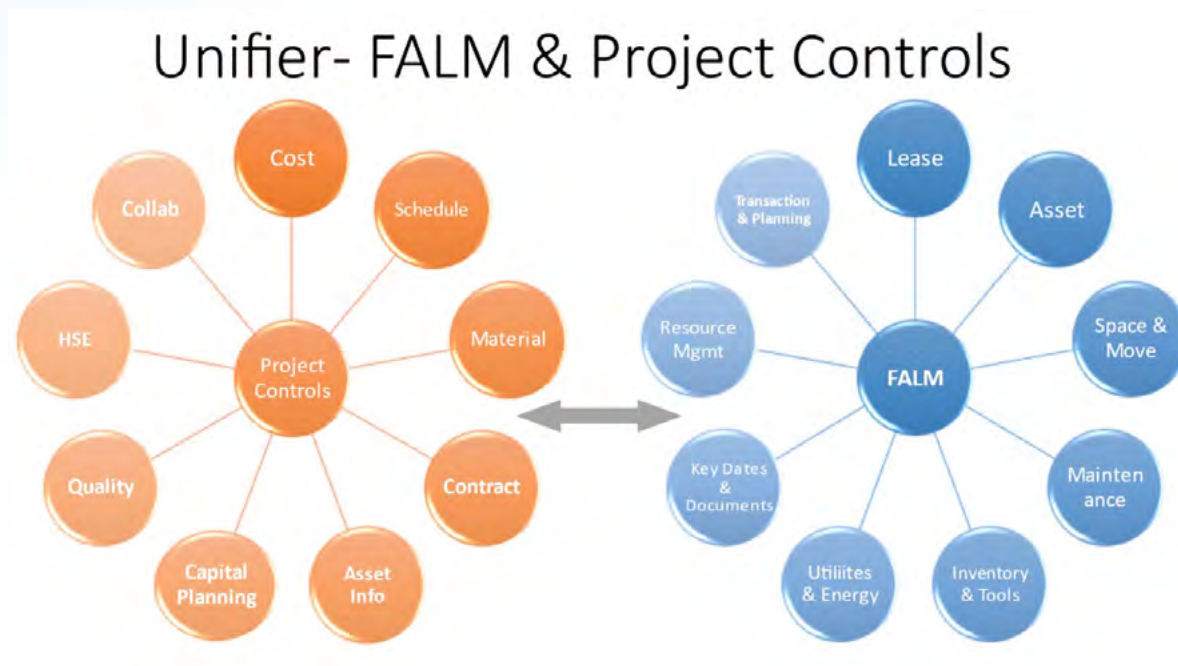 Unifier- FALM & Project Controls
Cost
Schedule
Material
Contract
Asset
Info
Capital
Planning
Quality
HSE
Collab
Project
Controls
Lease
Asset
Space &
Move
Mainten
ance
Inventory
& Tools
Utiliites
& Energy
Key Dates
&
Documents
Resource
Mgmt
Transaction
& Planning
FALM